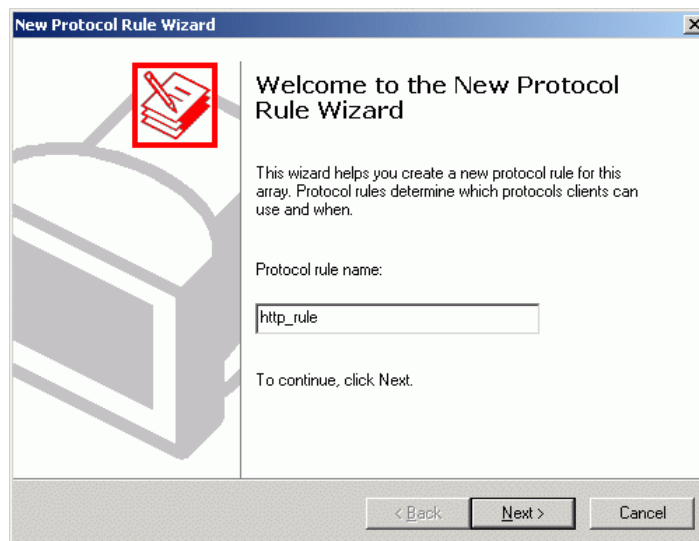 New Protocol Rule Wizard
Welcome to the New Protocol
Rule Wizard
This wizard helps you create a new protocol rule for this
array. Protocol rules determine which protocols clients can
use and when.
Protocol rule name:
http_rule
To continue, click Next.
< Back
Next >
Cancel